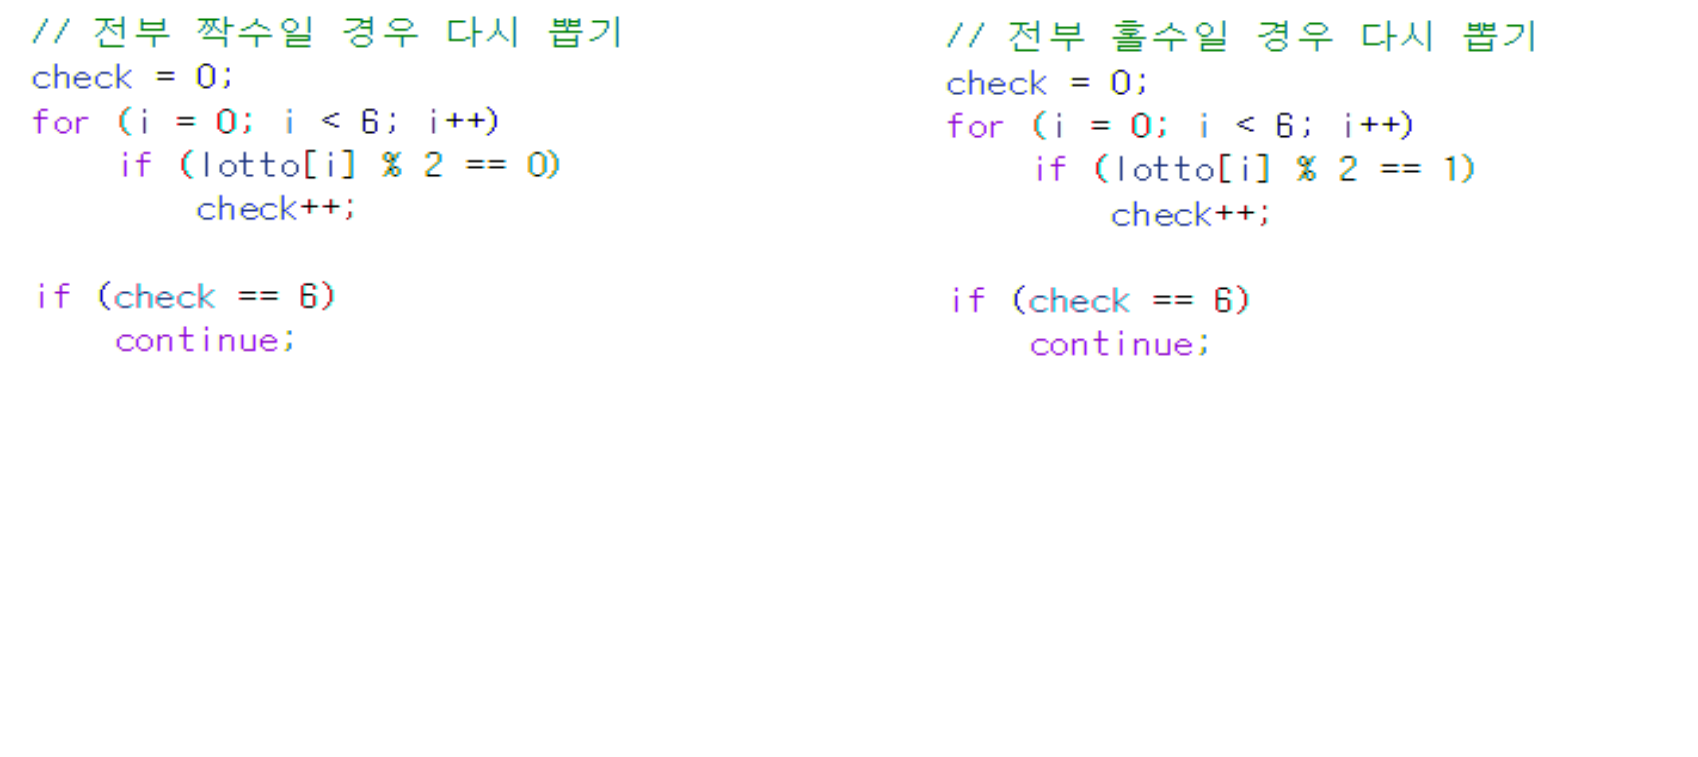 // 전부 짝수일 경우 다시 뽑기
check = 0;
for (i = 0; i < 6; i++)
    if (lotto[i] % 2 == 0)
        check++;

if (check == 6)
    continue;

// 전부 홀수일 경우 다시 뽑기
check = 0;
for (i = 0; i < 6; i++)
    if (lotto[i] % 2 == 1)
        check++;

if (check == 6)
    continue;